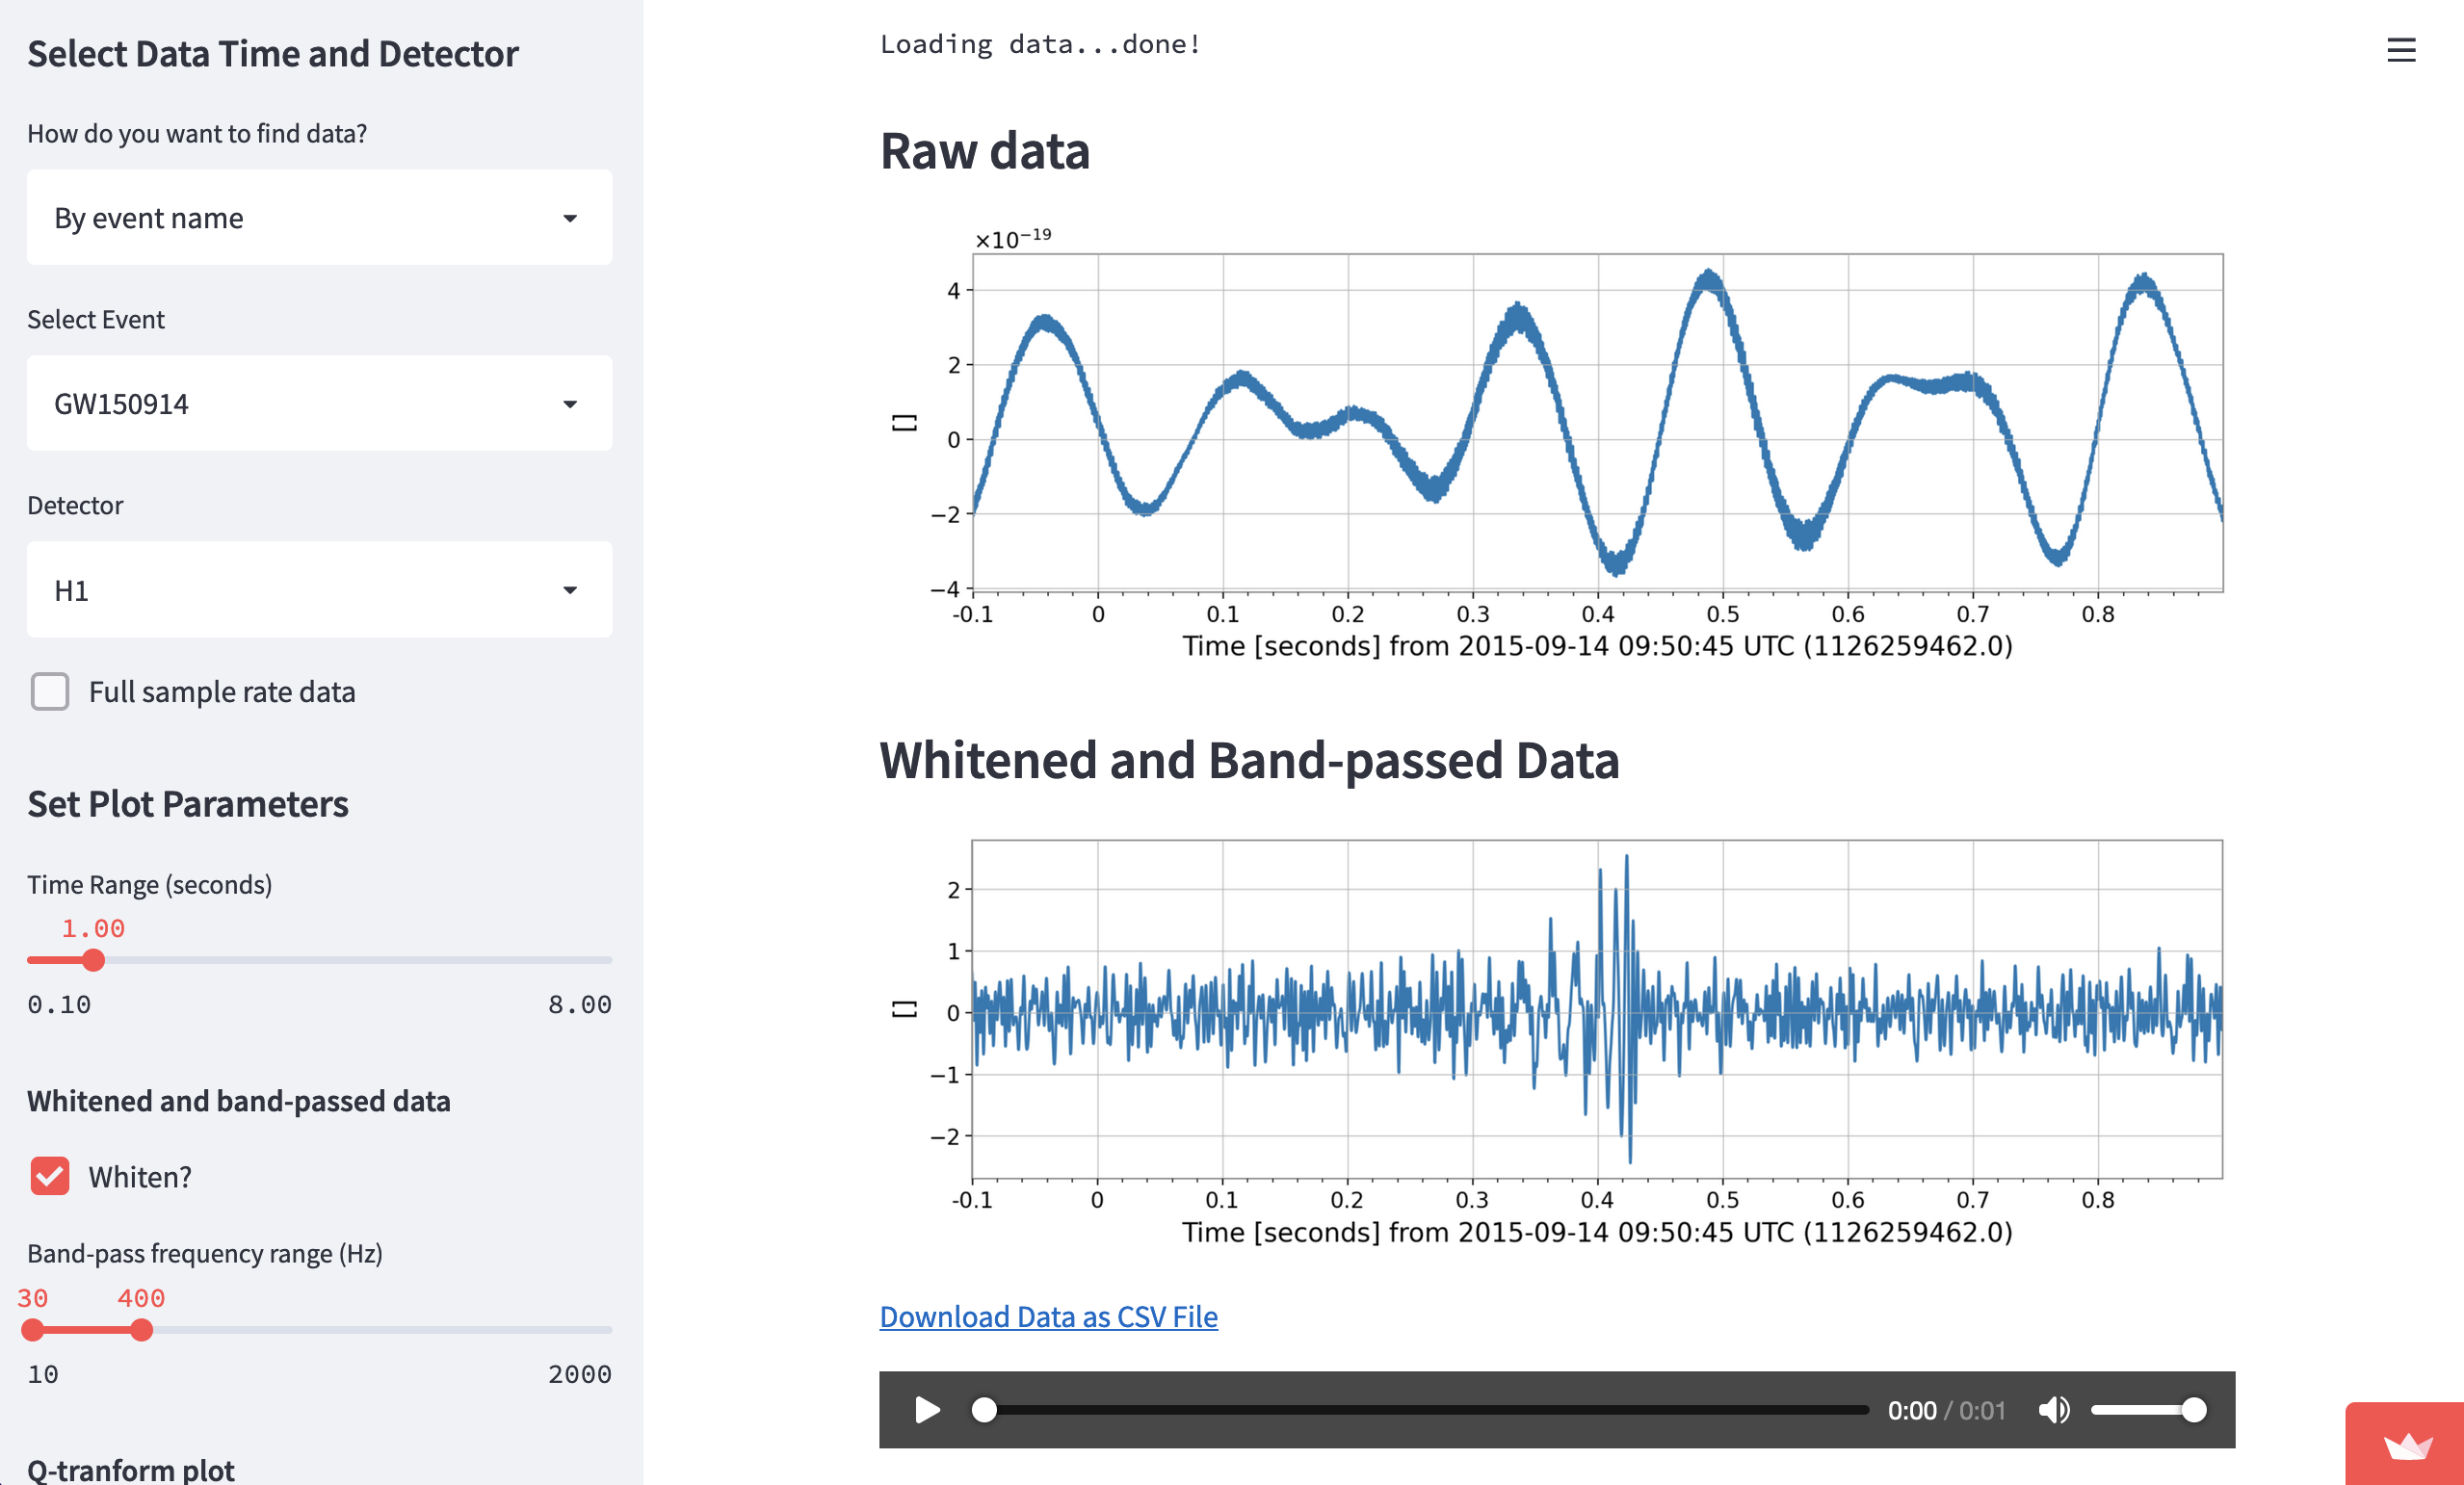 Select Data Time and Detector
How do you want to find data?
By event name
Select Event
GW150914
Detector
H1
Full sample rate data
Set Plot Parameters
Time Range (seconds)
1.00
0.10 8.00
Whitened and band-passed data
Whiten?
Band-pass frequency range (Hz)
30 400
10 2000
Q-tranform plot
Loading data...done!
Raw data
×10⁻¹⁹
4
2
0
−2
−4
[]
-0.1 0 0.1 0.2 0.3 0.4 0.5 0.6 0.7 0.8
Time [seconds] from 2015-09-14 09:50:45 UTC (1126259462.0)
Whitened and Band-passed Data
2
1
0
−1
−2
[]
-0.1 0 0.1 0.2 0.3 0.4 0.5 0.6 0.7 0.8
Time [seconds] from 2015-09-14 09:50:45 UTC (1126259462.0)
Download Data as CSV File
0:00 / 0:01